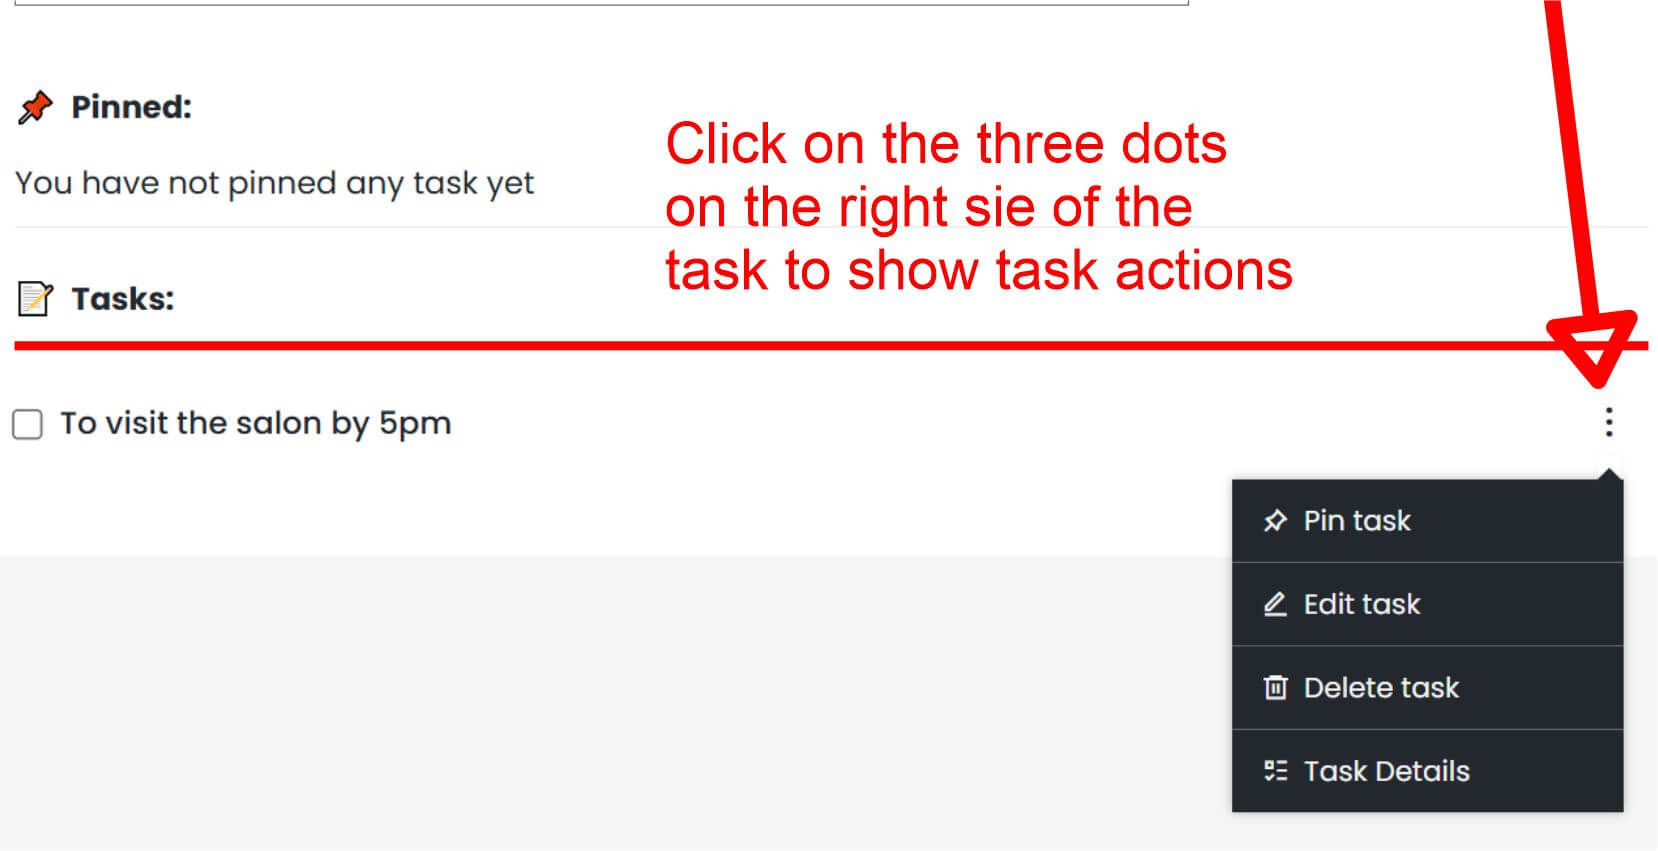 Pinned:
You have not pinned any task yet
Click on the three dots
on the right sie of the
task to show task actions
Tasks:
To visit the salon by 5pm
Pin task
Edit task
Delete task
Task Details